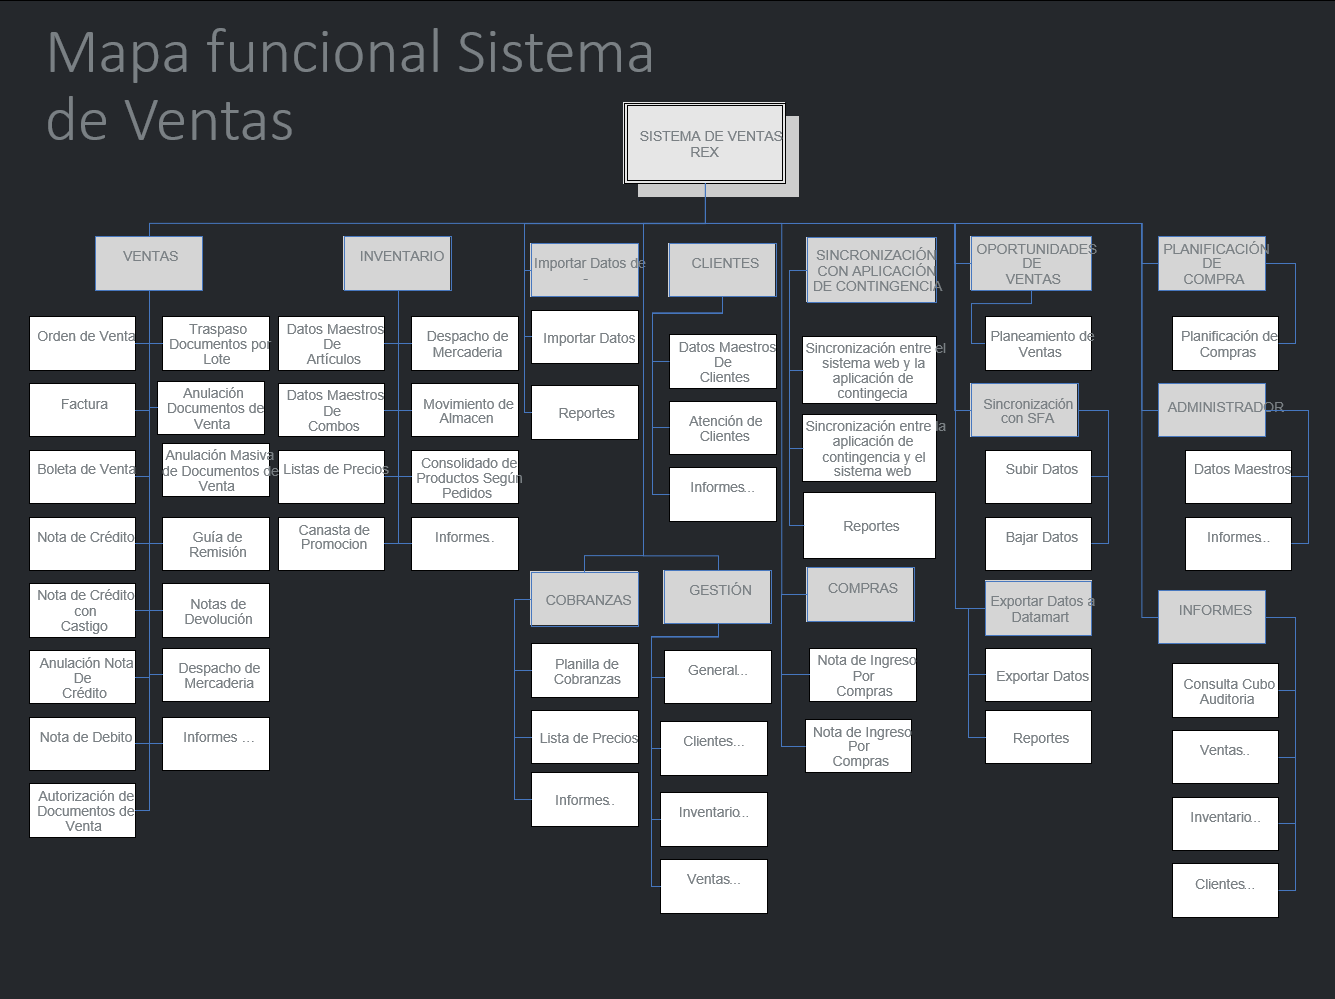 Mapa funcional Sistema
de Ventas
SISTEMA DE VENTAS
REX
VENTAS
Orden de Venta
Factura
Boleta de Venta
Nota de Crédito
Nota de Crédito
con
Castigo
Anulación Nota
De
Crédito
Nota de Debito
Autorización de
Documentos de
Venta
Traspaso
Documentos por
Lote
Anulación
Documentos de
Venta
Anulación Masiva
de Documentos de
Venta
Guía de
Remisión
Notas de
Devolución
Despacho de
Mercaderia
Informes ...
INVENTARIO
Datos Maestros
De
Artículos
Datos Maestros
De
Combos
Listas de Precios
Canasta de
Promocion
Despacho de
Mercaderia
Movimiento de
Almacen
Consolidado de
Productos Según
Pedidos
Informes..
Importar Datos de
-
Importar Datos
Reportes
CLIENTES
Datos Maestros
De
Clientes
Atención de
Clientes
Informes...
COBRANZAS
Planilla de
Cobranzas
Lista de Precios
Informes..
GESTIÓN
General...
Clientes...
Inventario...
Ventas...
SINCRONIZACIÓN
CON APLICACIÓN
DE CONTINGENCIA
Sincronización entre el
sistema web y la
aplicación de
contingecia
Sincronización entre la
aplicación de
contingencia y el
sistema web
Reportes
COMPRAS
Nota de Ingreso
Por
Compras
Nota de Ingreso
Por
Compras
OPORTUNIDADES
DE
VENTAS
Planeamiento de
Ventas
Sincronización
con SFA
Subir Datos
Bajar Datos
Exportar Datos a
Datamart
Exportar Datos
Reportes
PLANIFICACIÓN
DE
COMPRA
Planificación de
Compras
ADMINISTRADOR
Datos Maestros
Informes...
INFORMES
Consulta Cubo
Auditoria
Ventas..
Inventario...
Clientes...